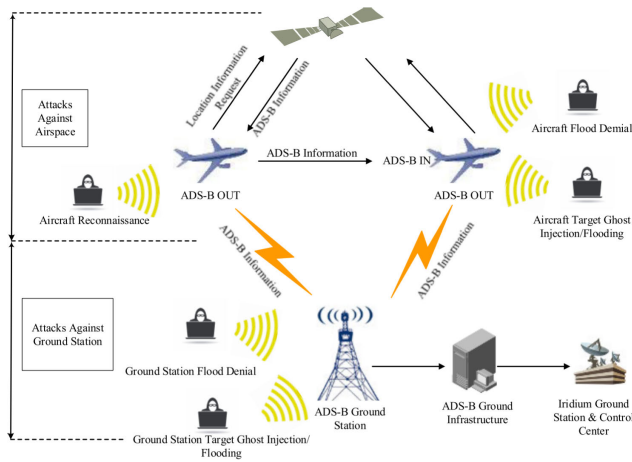 Attacks
Against
Airspace
Location Information
Request
ADS-B Information
ADS-B Information
ADS-B IN
ADS-B OUT
ADS-B OUT
Aircraft Flood Denial
Aircraft Reconnaissance
Aircraft Target Ghost
Injection/Flooding
ADS-B Information
ADS-B Information
Attacks Against
Ground Station
Ground Station Flood Denial
Ground Station Target Ghost Injection/
Flooding
ADS-B Ground
Station
ADS-B Ground
Infrastructure
Iridium Ground
Station & Control
Center